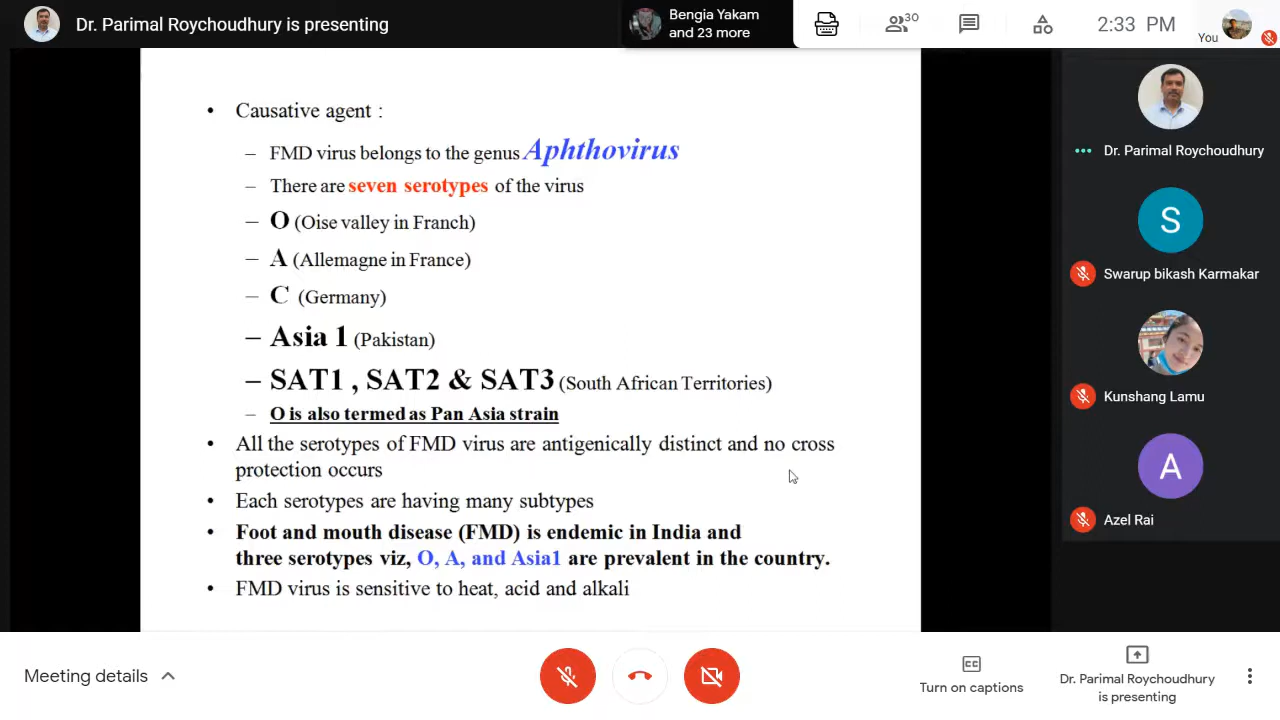 Dr. Parimal Roychoudhury is presenting
Bengia Yakam
and 23 more
30
2:33 PM
You
• Causative agent :
– FMD virus belongs to the genus Aphthovirus
– There are seven serotypes of the virus
– O (Oise valley in Franch)
– A (Allemagne in France)
– C (Germany)
– Asia 1 (Pakistan)
– SAT1 , SAT2 & SAT3 (South African Territories)
– O is also termed as Pan Asia strain
• All the serotypes of FMD virus are antigenically distinct and no cross
protection occurs
• Each serotypes are having many subtypes
• Foot and mouth disease (FMD) is endemic in India and
three serotypes viz, O, A, and Asia1 are prevalent in the country.
• FMD virus is sensitive to heat, acid and alkali
Dr. Parimal Roychoudhury
S
Swarup bikash Karmakar
Kunshang Lamu
A
Azel Rai
Meeting details
CC
Turn on captions
Dr. Parimal Roychoudhury
is presenting